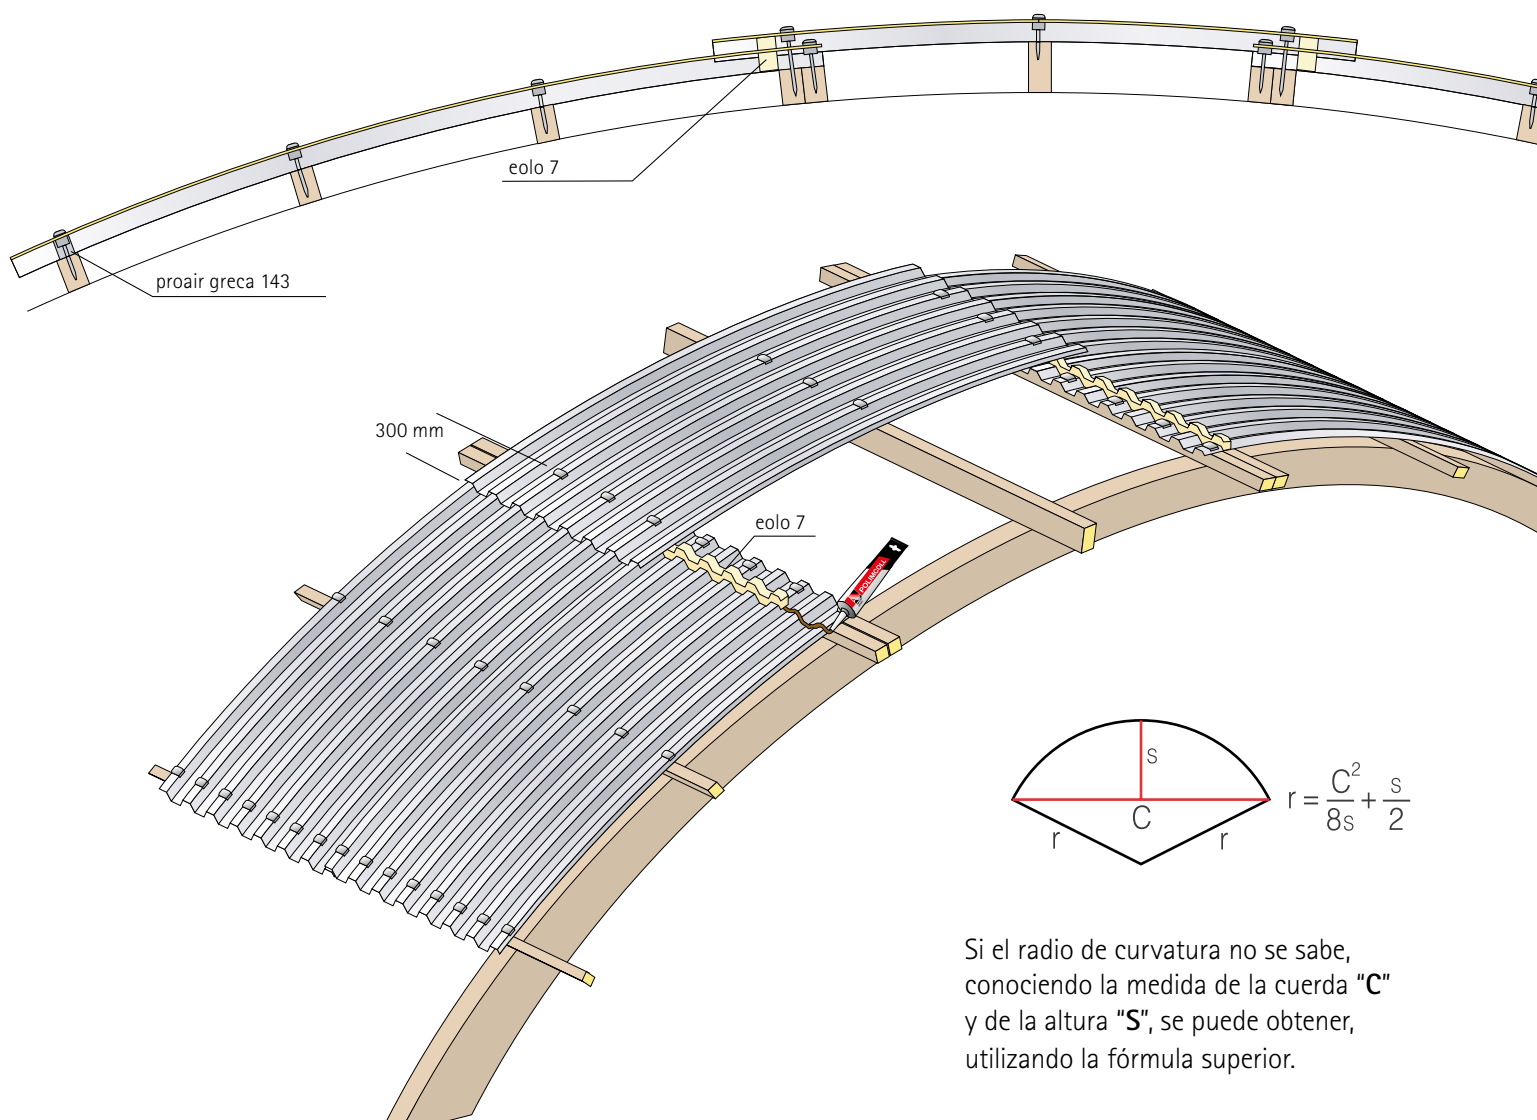 eolo 7
proair greca 143
300 mm
eolo 7
POLIMCOLL
s
C
r
r
r = C²/8s + s/2
Si el radio de curvatura no se sabe,
conociendo la medida de la cuerda "C"
y de la altura "S", se puede obtener,
utilizando la fórmula superior.